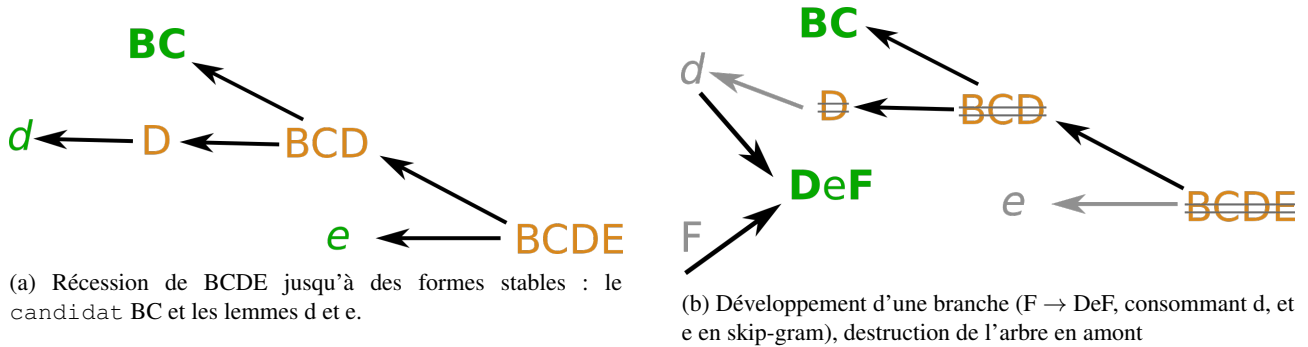 BC
d
D
BCD
e
BCDE
(a) Récession de BCDE jusqu'à des formes stables : le
candidat BC et les lemmes d et e.
BC
d
D
BCD
DeF
e
BCDE
F
(b) Développement d'une branche (F → DeF, consommant d, et
e en skip-gram), destruction de l'arbre en amont